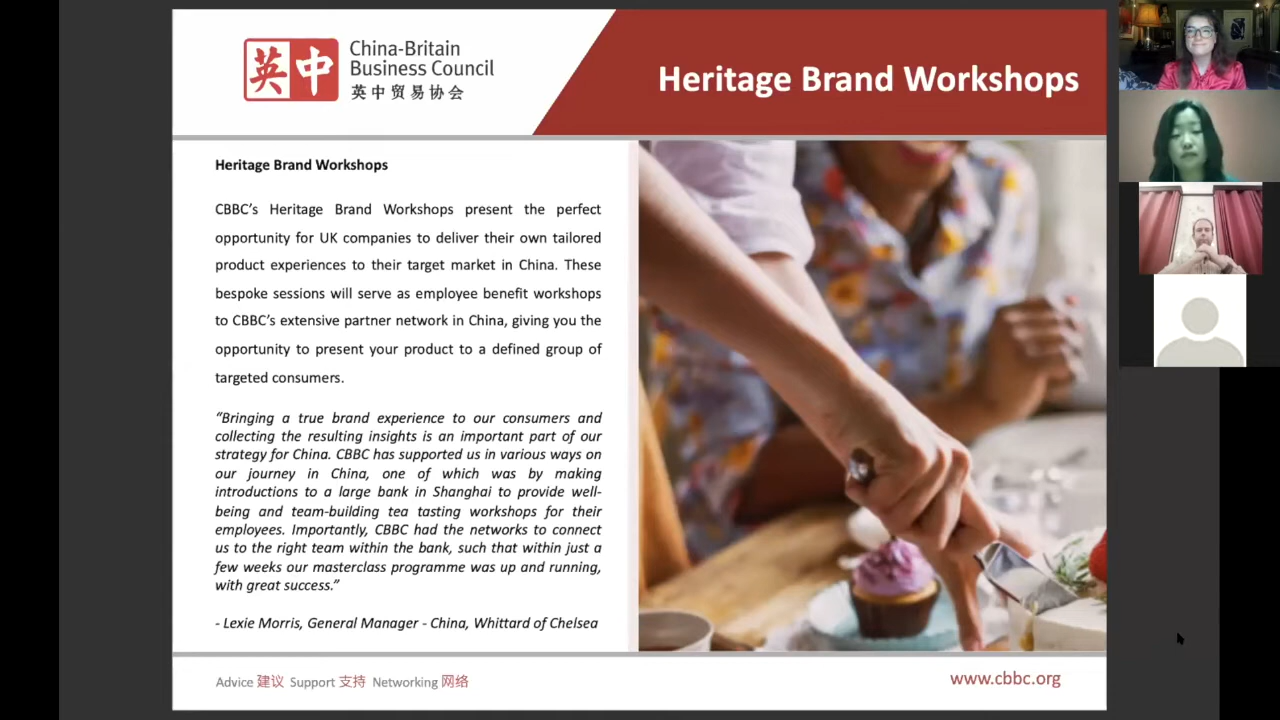 英中
China-Britain
Business Council
英中贸易协会
Heritage Brand Workshops
Heritage Brand Workshops
CBBC’s Heritage Brand Workshops present the perfect
opportunity for UK companies to deliver their own tailored
product experiences to their target market in China. These
bespoke sessions will serve as employee benefit workshops
to CBBC’s extensive partner network in China, giving you the
opportunity to present your product to a defined group of
targeted consumers.
“Bringing a true brand experience to our consumers and
collecting the resulting insights is an important part of our
strategy for China. CBBC has supported us in various ways on
our journey in China, one of which was by making
introductions to a large bank in Shanghai to provide well-
being and team-building tea tasting workshops for their
employees. Importantly, CBBC had the networks to connect
us to the right team within the bank, such that within just a
few weeks our masterclass programme was up and running,
with great success.”
- Lexie Morris, General Manager - China, Whittard of Chelsea
Advice 建议 Support 支持 Networking 网络
www.cbbc.org